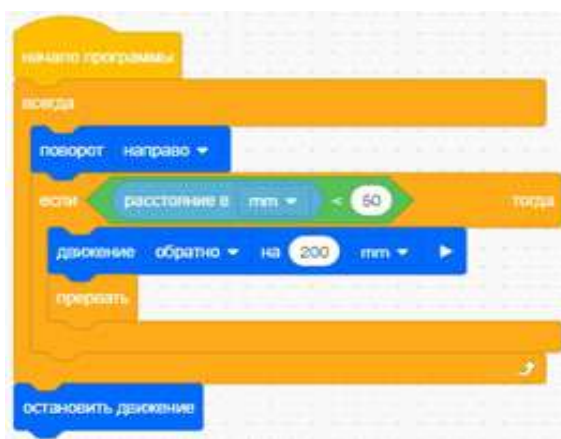 начало программы
всегда
поворот направо
если расстояние в mm < 50 тогда
движение обратно на 200 mm
прервать
остановить движение